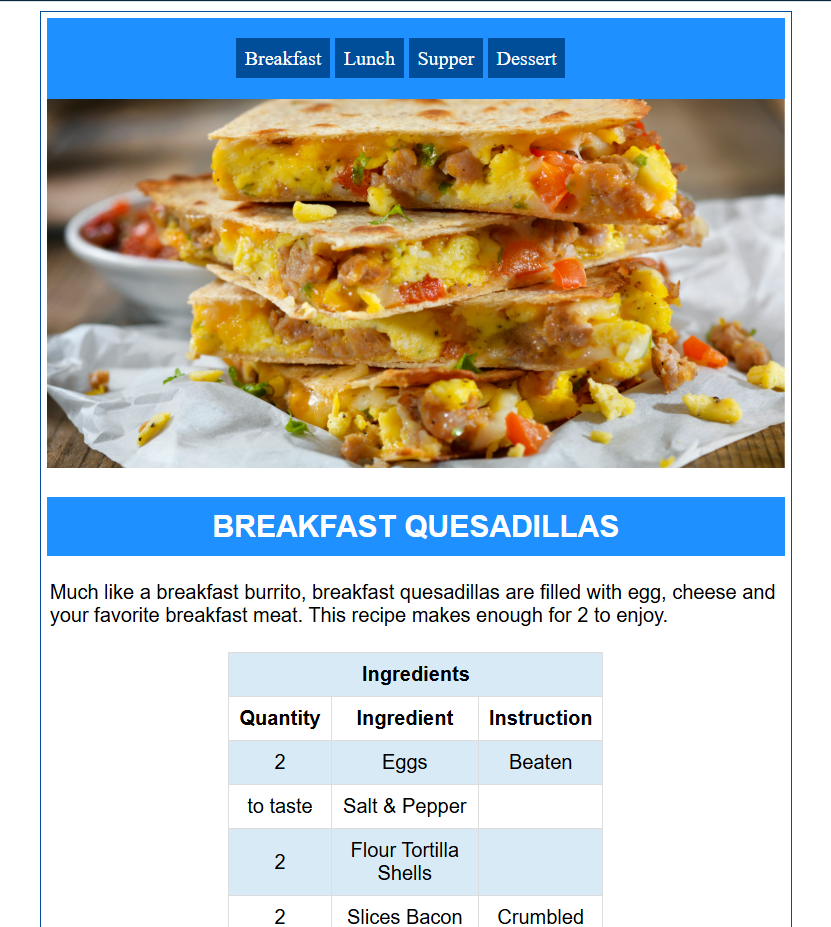 Breakfast Lunch Supper Dessert
BREAKFAST QUESADILLAS
Much like a breakfast burrito, breakfast quesadillas are filled with egg, cheese and
your favorite breakfast meat. This recipe makes enough for 2 to enjoy.
Ingredients
Quantity Ingredient Instruction
2 Eggs Beaten
to taste Salt & Pepper
2 Flour Tortilla
Shells
2 Slices Bacon Crumbled